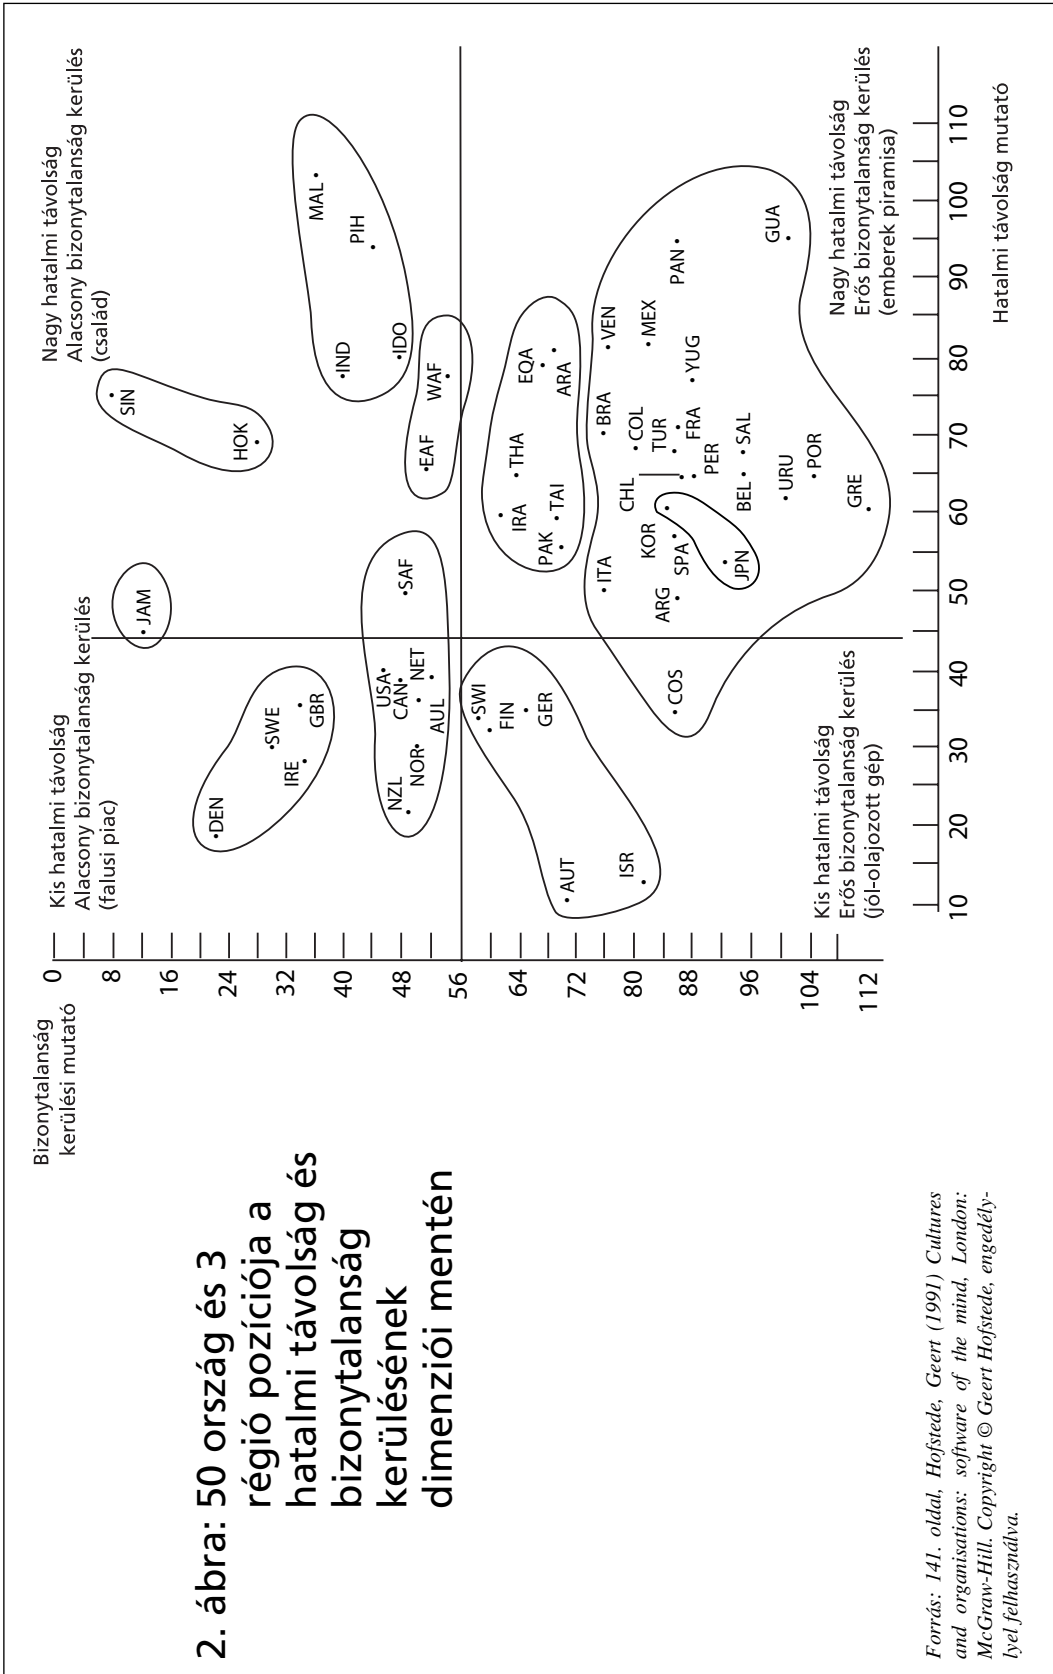 2. ábra: 50 ország és 3
régió pozíciója a
hatalmi távolság és
bizonytalanság
kerülésének
dimenziói mentén
Bizonytalanság
kerülési mutató
0
8
16
24
32
40
48
56
64
72
80
88
96
104
112
Kis hatalmi távolság
Alacsony bizonytalanság kerülés
(falusi piac)
Nagy hatalmi távolság
Alacsony bizonytalanság kerülés
(család)
JAM
SIN
HOK
DEN
SWE
IRE
GBR
MAL
PIH
IND
IDO
USA
CAN
NET
NZL
NOR
AUL
SAF
EAF
WAF
SWI
FIN
GER
AUT
ISR
IRA
THA
EQA
ARA
PAK
TAI
ITA
BRA
VEN
MEX
PAN
GUA
CHL
COL
TUR
YUG
FRA
KOR
SPA
PER
ARG
JPN
BEL
SAL
COS
URU
POR
GRE
Kis hatalmi távolság
Erős bizonytalanság kerülés
(jól-olajozott gép)
Nagy hatalmi távolság
Erős bizonytalanság kerülés
(emberek piramisa)
10
20
30
40
50
60
70
80
90
100
110
Hatalmi távolság mutató
Forrás: 141. oldal, Hofstede, Geert (1991) Cultures
and organisations: software of the mind, London:
McGraw-Hill. Copyright © Geert Hofstede, engedély-
lyel felhasználva.